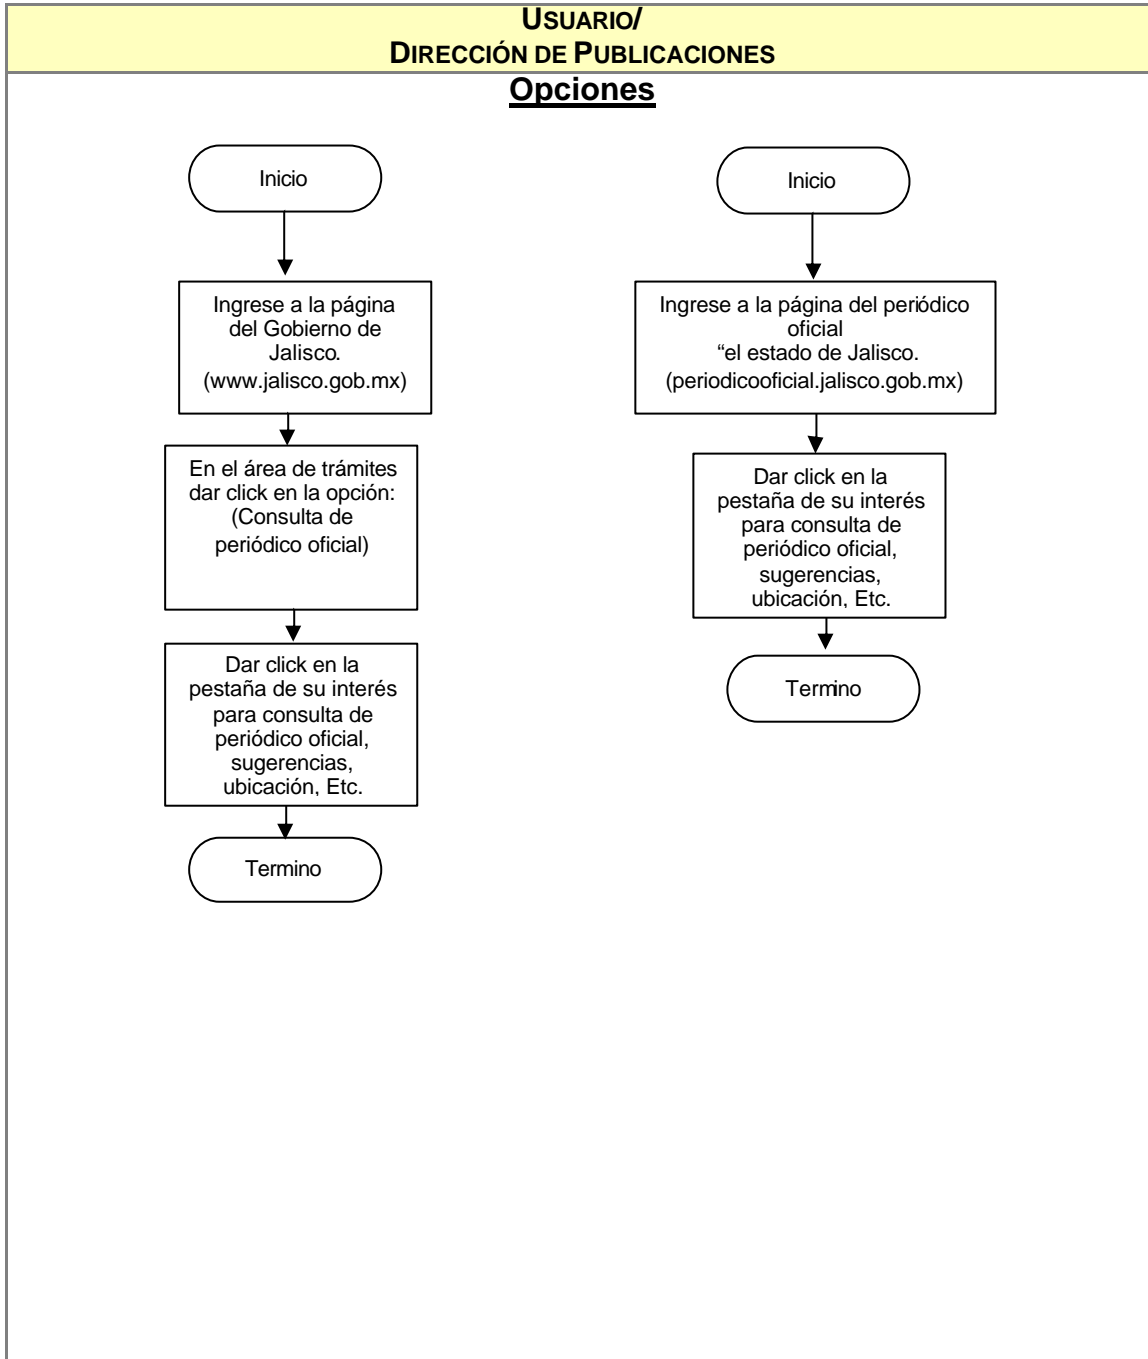 USUARIO/
DIRECCIÓN DE PUBLICACIONES
Opciones
Inicio
Ingrese a la página
del Gobierno de
Jalisco.
(www.jalisco.gob.mx)
En el área de trámites
dar click en la opción:
(Consulta de
periódico oficial)
Dar click en la
pestaña de su interés
para consulta de
periódico oficial,
sugerencias,
ubicación, Etc.
Termino
Inicio
Ingrese a la página del periódico
oficial
“el estado de Jalisco.
(periodicooficial.jalisco.gob.mx)
Dar click en la
pestaña de su interés
para consulta de
periódico oficial,
sugerencias,
ubicación, Etc.
Termino